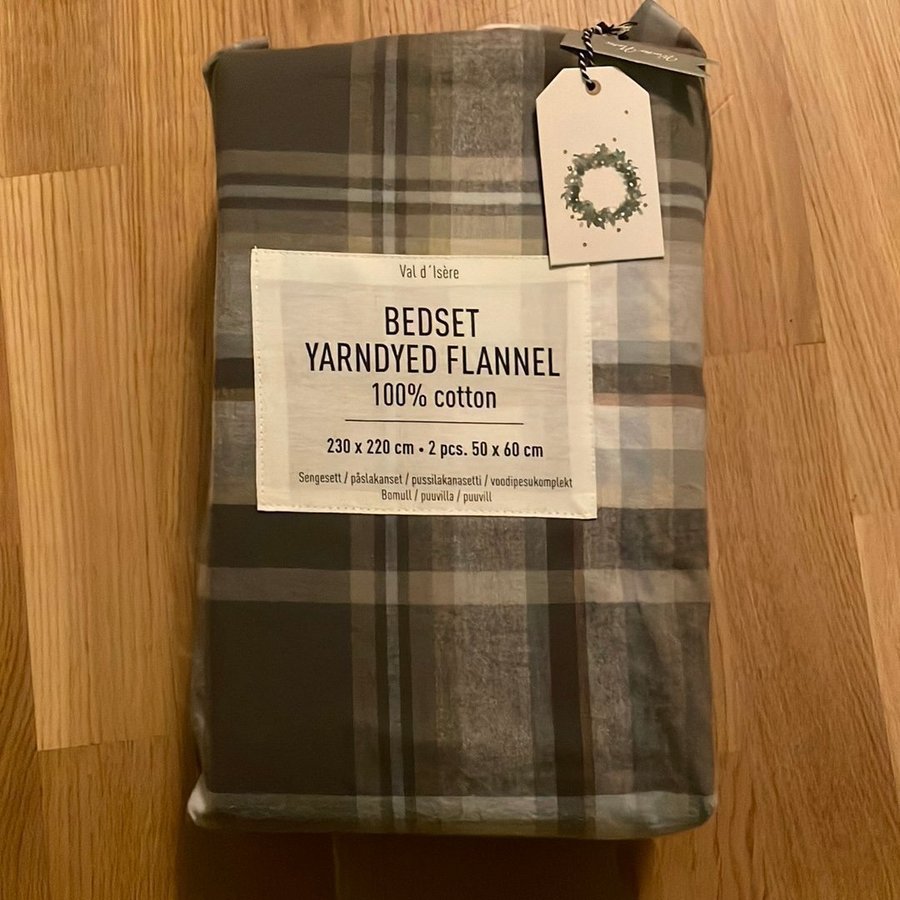 Val d´Isère
BEDSET
YARNDYED FLANNEL
100% cotton
230 x 220 cm • 2 pcs. 50 x 60 cm
Sengesett / påslakanset / pussilakanasetti / voodipesukomplekt
Bomull / puuvilla / puuvill